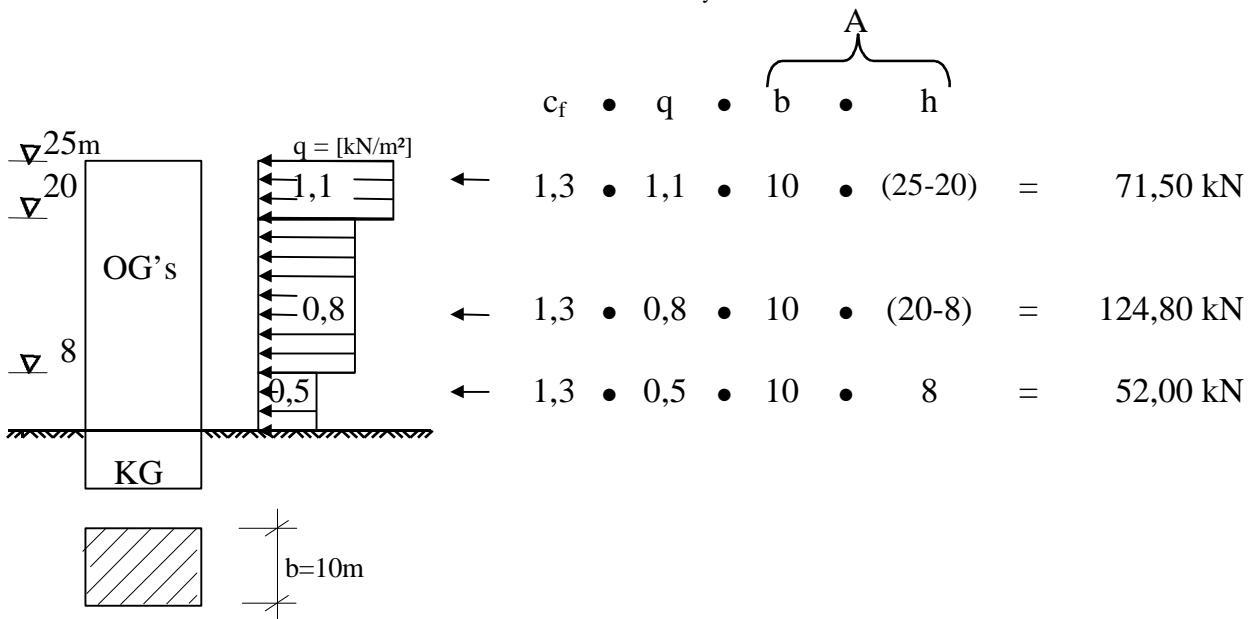 y
A
c_f • q • b • h
25m
q = [kN/m²]
20
1,1
1,3 • 1,1 • 10 • (25-20) = 71,50 kN
OG’s
0,8
1,3 • 0,8 • 10 • (20-8) = 124,80 kN
8
0,5
1,3 • 0,5 • 10 • 8 = 52,00 kN
KG
b=10m